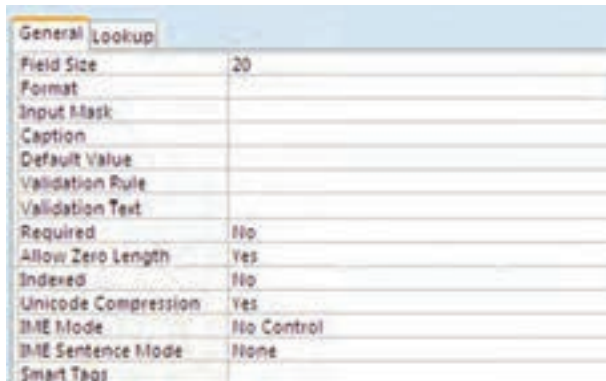 General Lookup
Field Size 20
Format
Input Mask
Caption
Default Value
Validation Rule
Validation Text
Required No
Allow Zero Length Yes
Indexed No
Unicode Compression Yes
IME Mode No Control
IME Sentence Mode None
Smart Tags